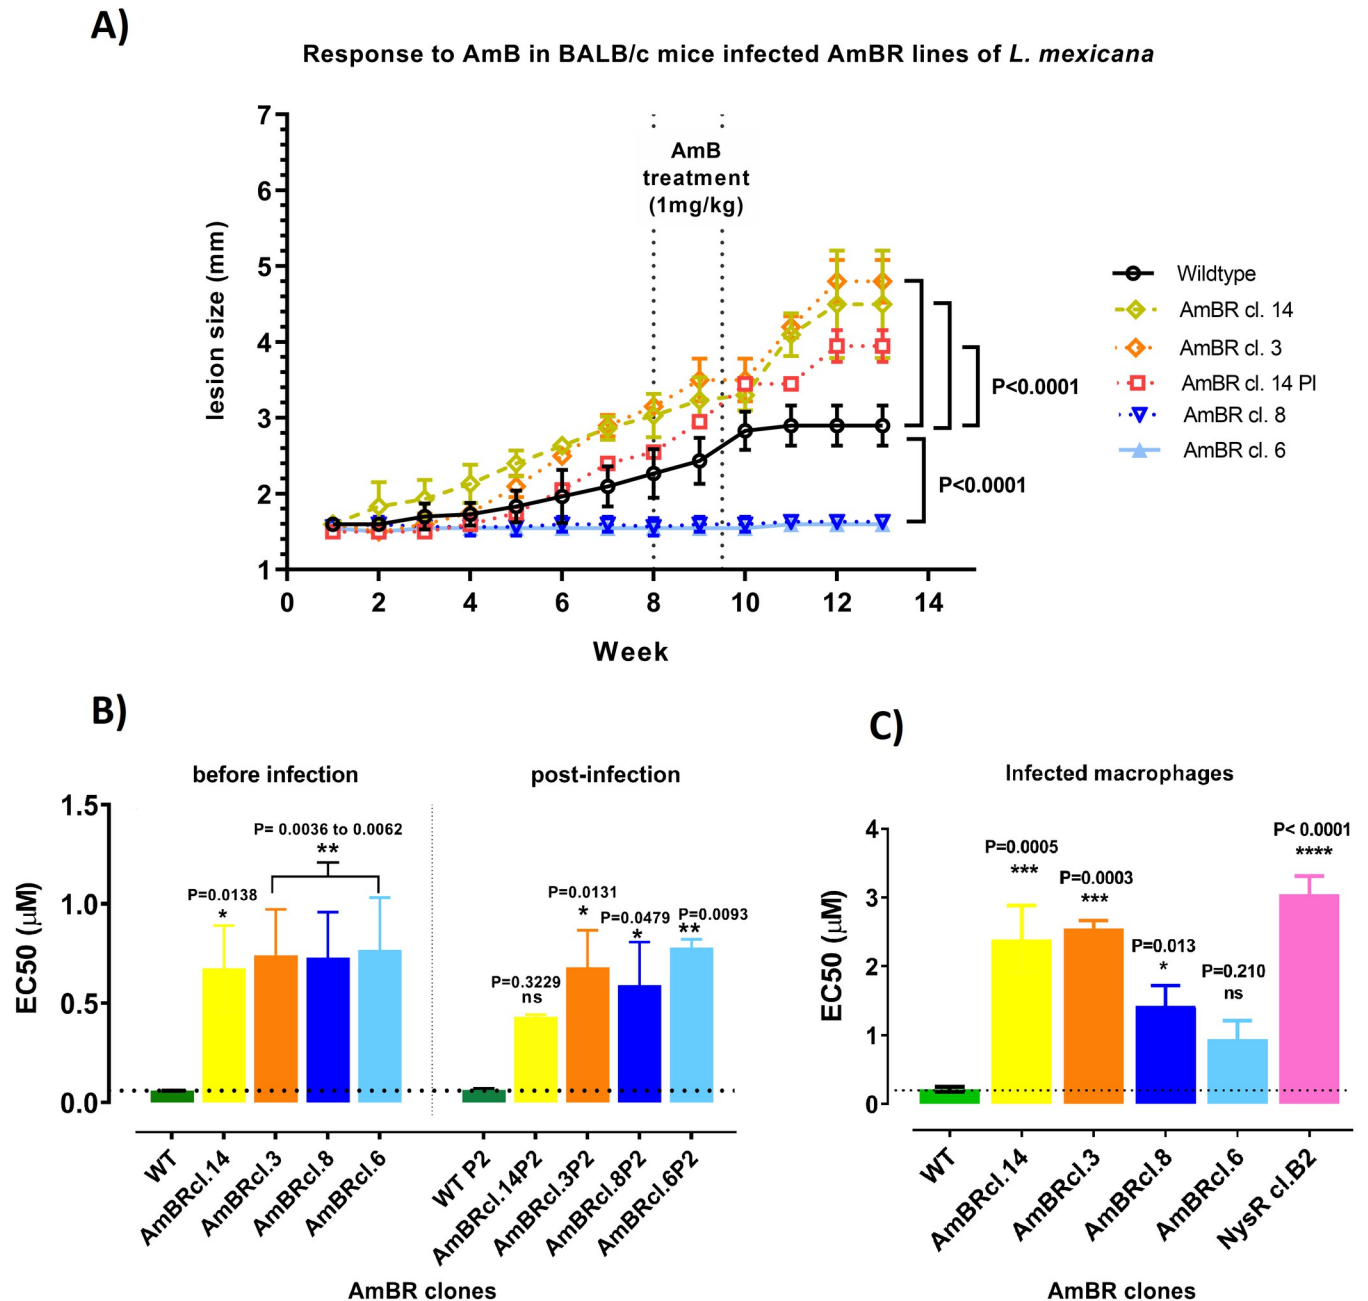 A)
Response to AmB in BALB/c mice infected AmBR lines of L. mexicana
7
6
5
4
3
2
1
lesion size (mm)
AmB
treatment
(1mg/kg)
0
2
4
6
8
10
12
14
Week
P<0.0001
P<0.0001
Wildtype
AmBR cl. 14
AmBR cl. 3
AmBR cl. 14 PI
AmBR cl. 8
AmBR cl. 6
B)
before infection
post-infection
1.5
1.0
0.5
0.0
EC50 (μM)
P=0.0138
*
P= 0.0036 to 0.0062
**
P=0.3229
ns
P=0.0131
*
P=0.0479
*
P=0.0093
**
WT
AmBRcl.14
AmBRcl.3
AmBRcl.8
AmBRcl.6
WT P2
AmBRcl.14P2
AmBRcl.3P2
AmBRcl.8P2
AmBRcl.6P2
AmBR clones
C)
Infected macrophages
4
3
2
1
0
EC50 (μM)
P=0.0005
***
P=0.0003
***
P=0.013
*
P=0.210
ns
P< 0.0001
****
WT
AmBRcl.14
AmBRcl.3
AmBRcl.8
AmBRcl.6
NysR cl.B2
AmBR clones